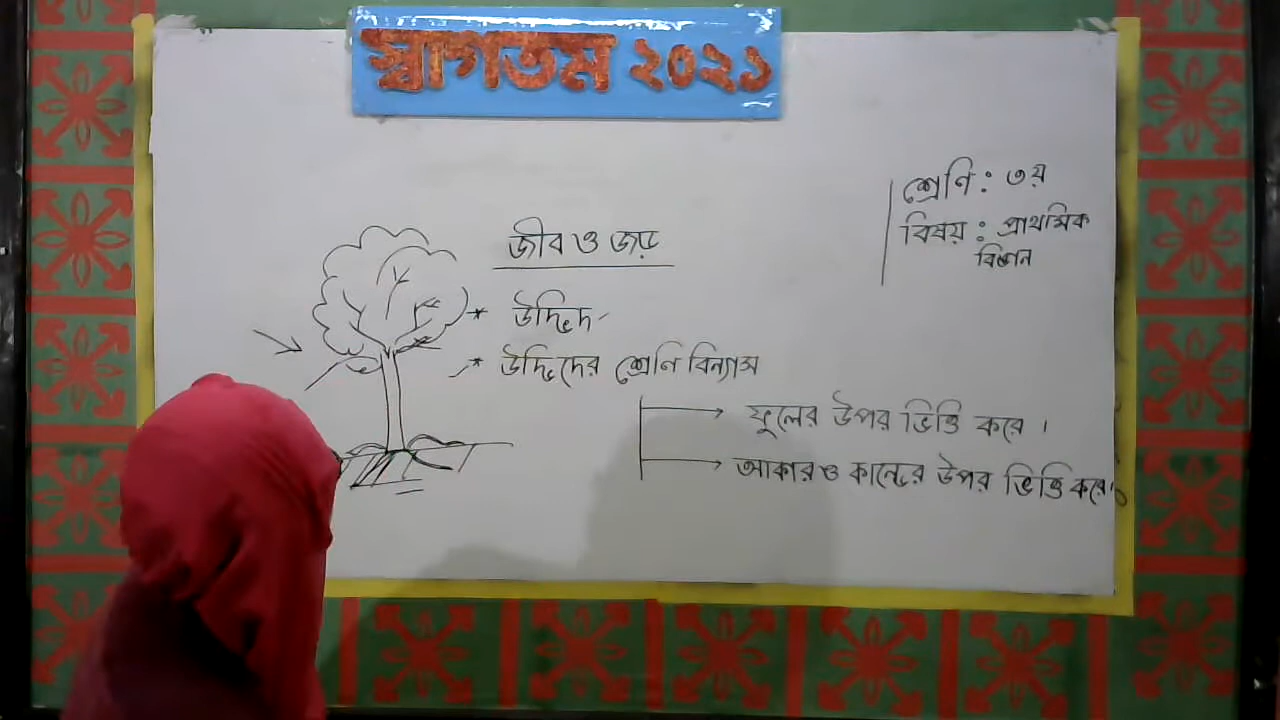 স্বাগতম ২০২১
শ্রেণি : ৩য়
বিষয় : প্রাথমিক
বিজ্ঞান
জীব ও জড়
* উদ্ভিদ
* উদ্ভিদের শ্রেণি বিন্যাস
ফুলের উপর ভিত্তি করে।
আকার ও কান্ডের উপর ভিত্তি করে।